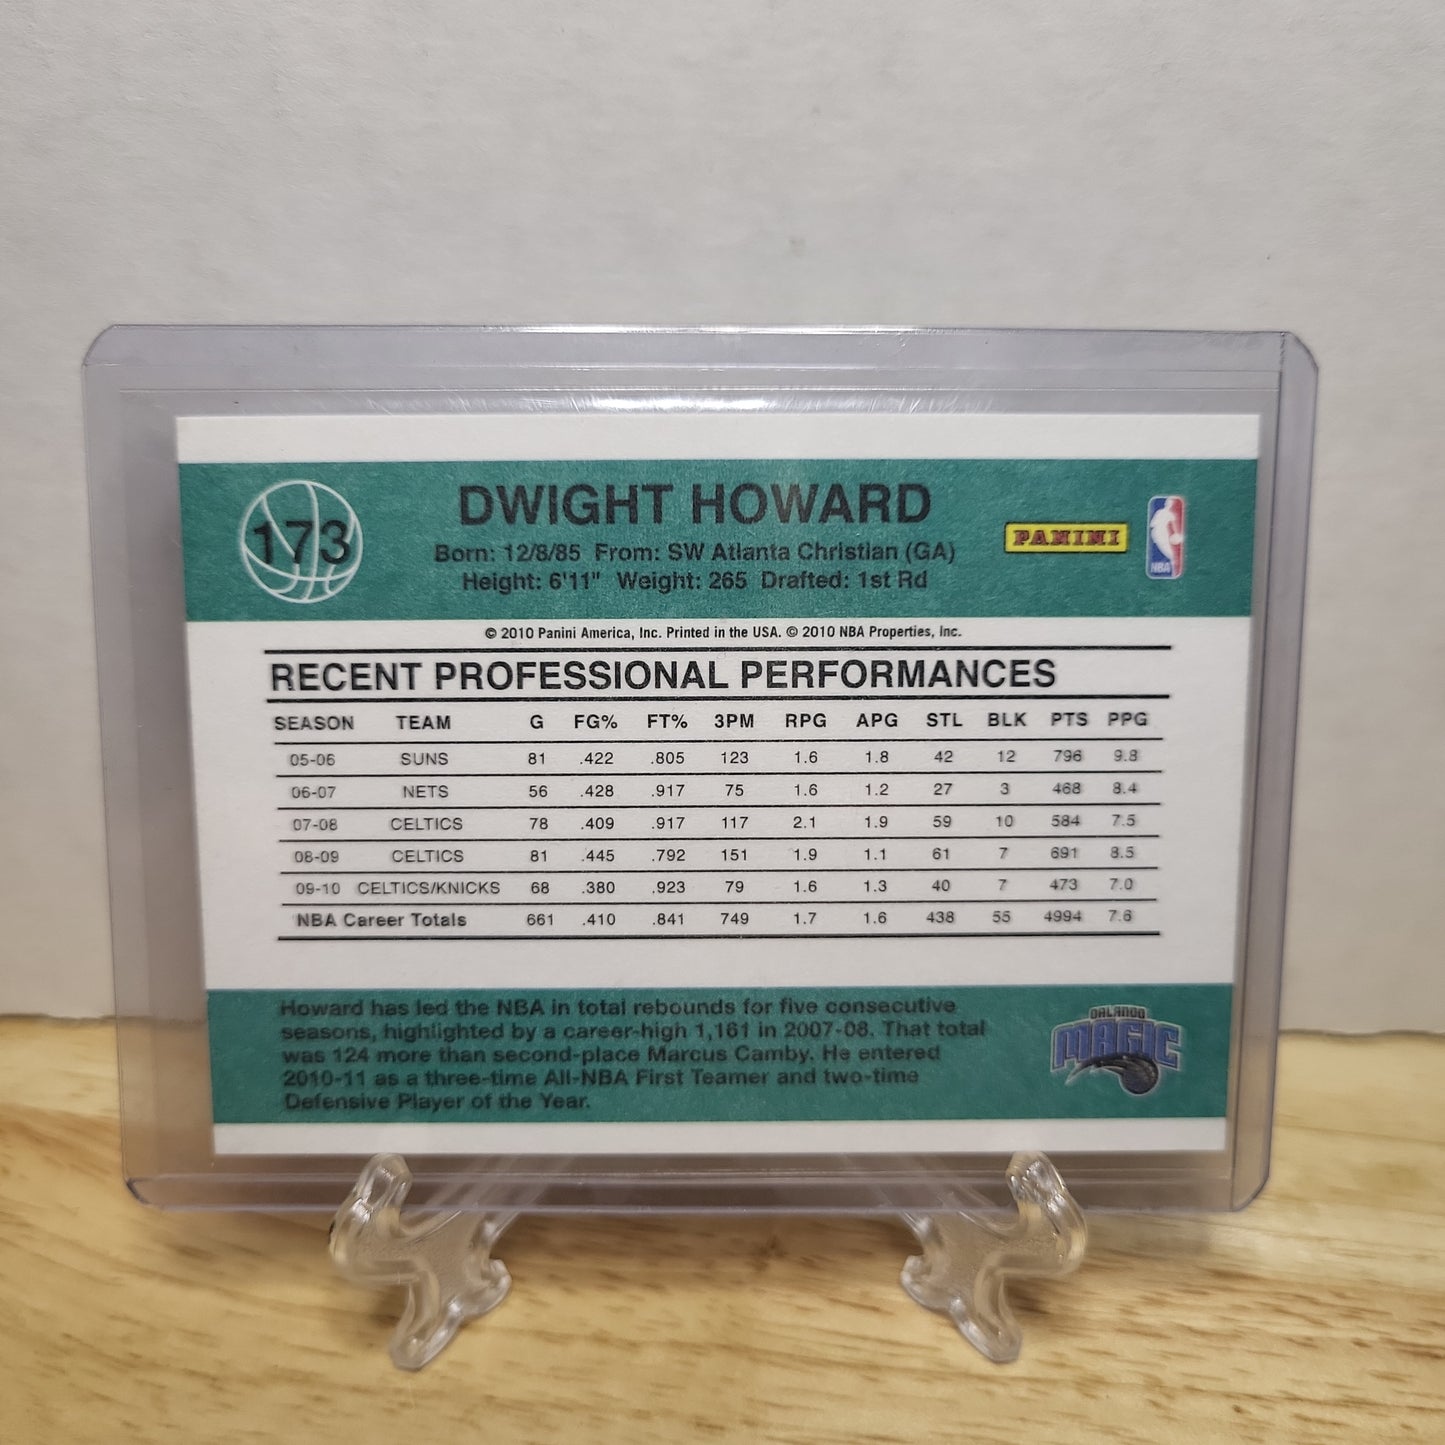 173
DWIGHT HOWARD
Born: 12/8/85 From: SW Atlanta Christian (GA)
Height: 6'11" Weight: 265 Drafted: 1st Rd
PANINI
NBA
© 2010 Panini America, Inc. Printed in the USA. © 2010 NBA Properties, Inc.
RECENT PROFESSIONAL PERFORMANCES
SEASON TEAM G FG% FT% 3PM RPG APG STL BLK PTS PPG
05-06 SUNS 81 .422 .805 123 1.6 1.8 42 12 796 9.8
06-07 NETS 56 .428 .917 75 1.6 1.2 27 3 468 8.4
07-08 CELTICS 78 .409 .917 117 2.1 1.9 59 10 584 7.5
08-09 CELTICS 81 .445 .792 151 1.9 1.1 61 7 691 8.5
09-10 CELTICS/KNICKS 68 .380 .923 79 1.6 1.3 40 7 473 7.0
NBA Career Totals 661 .410 .841 749 1.7 1.6 438 55 4994 7.6
Howard has led the NBA in total rebounds for five consecutive
seasons, highlighted by a career-high 1,161 in 2007-08. That total
was 124 more than second-place Marcus Camby. He entered
2010-11 as a three-time All-NBA First Teamer and two-time
Defensive Player of the Year.
ORLANDO
MAGIC